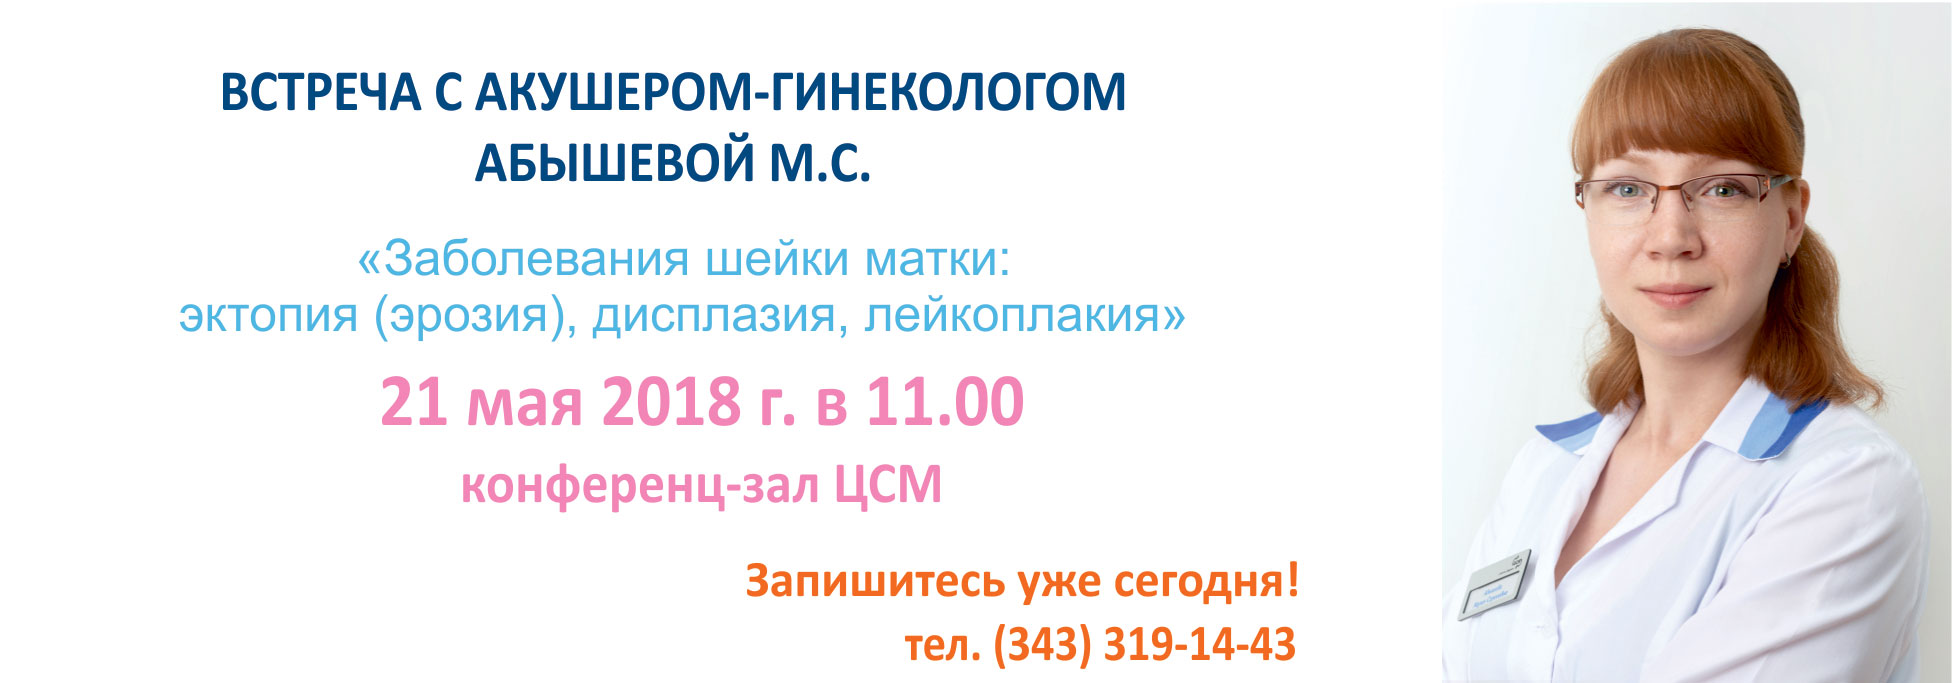 ВСТРЕЧА С АКУШЕРОМ-ГИНЕКОЛОГОМ
АБЫШЕВОЙ М.С.
«Заболевания шейки матки:
эктопия (эрозия), дисплазия, лейкоплакия»
21 мая 2018 г. в 11.00
конференц-зал ЦСМ
Запишитесь уже сегодня!
тел. (343) 319-14-43